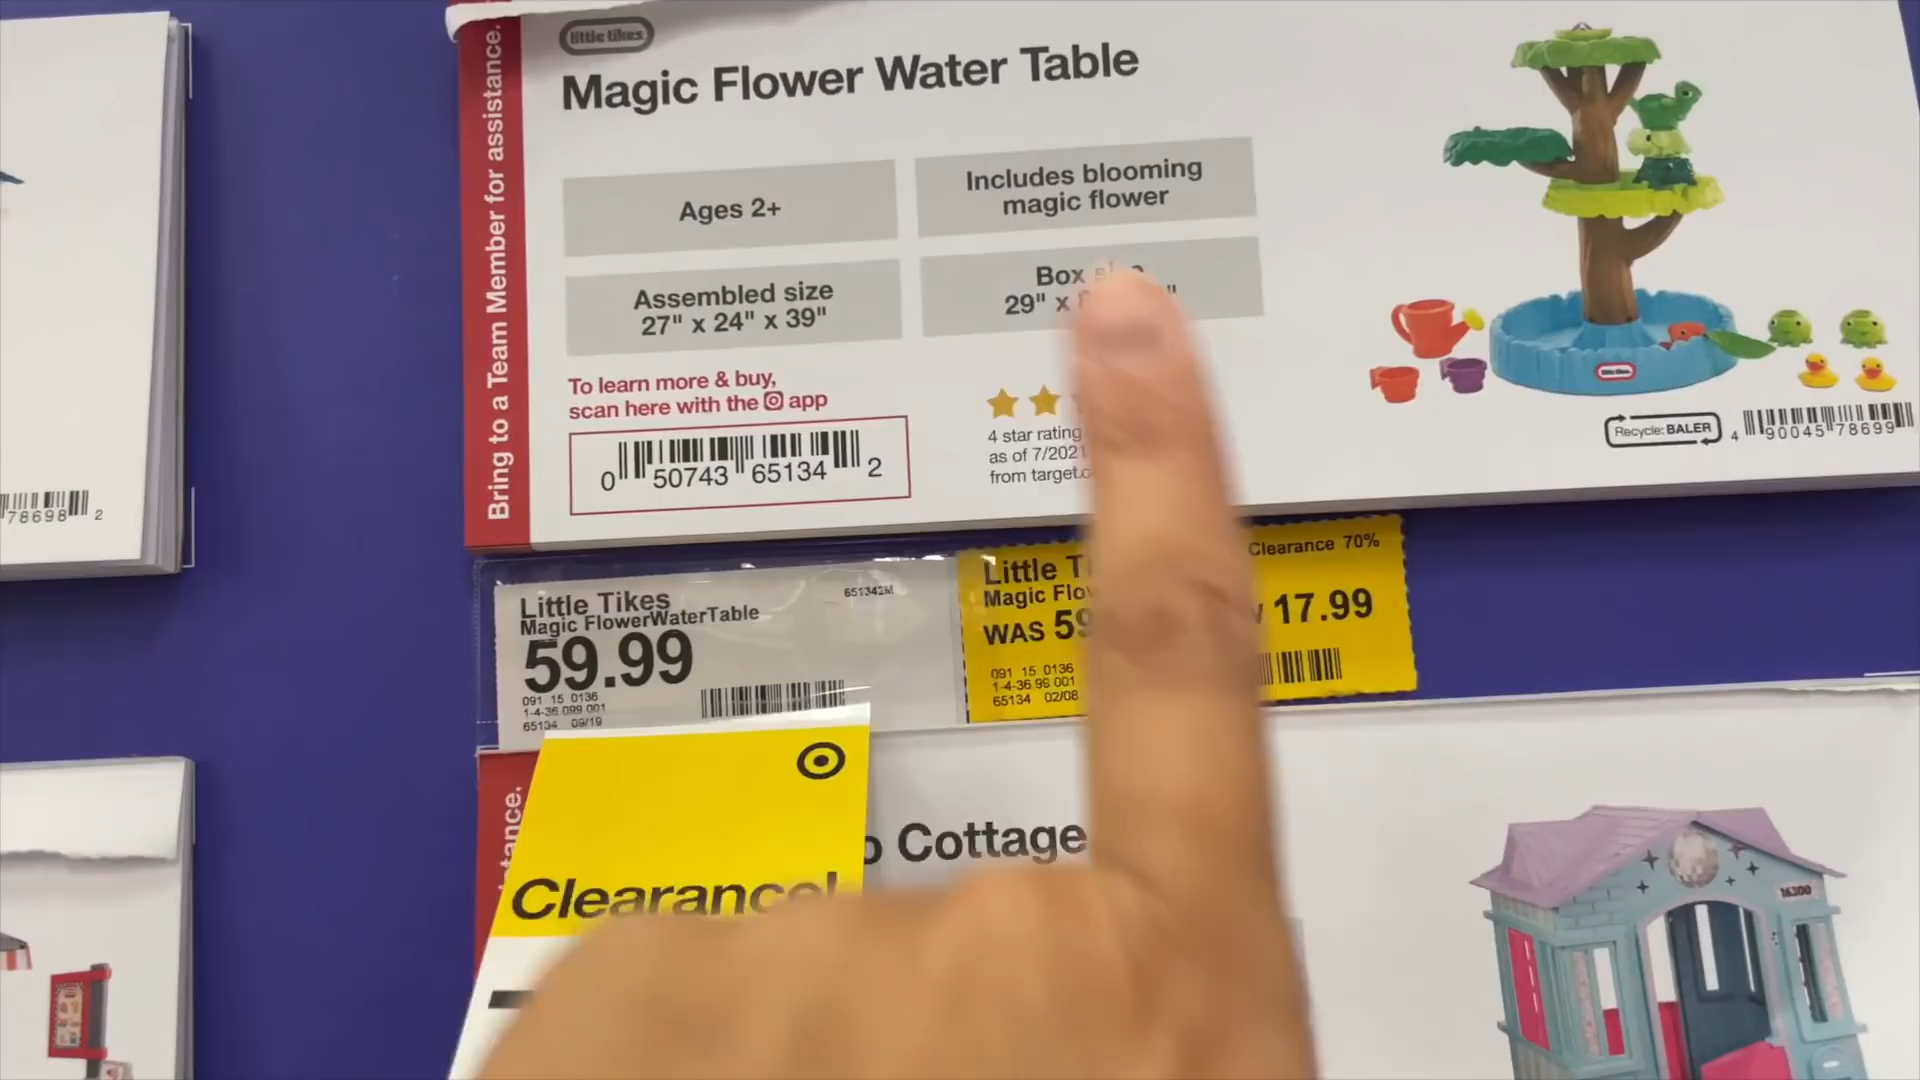 Bring to a Team Member for assistance.
little tikes
Magic Flower Water Table
Ages 2+
Includes blooming
magic flower
Assembled size
27" x 24" x 39"
Box
29" x
To learn more & buy,
scan here with the app
0 50743 65134 2
4 star rating
as of 7/2021
from
little tikes
Recycle: BALER
4 90045 78699
78698 2
Little Tikes
Magic FlowerWaterTable
651342M
59.99
091 15 0136
1-4-36 099 001
65134 09/19
Little
Magic
WAS
Clearance 70%
17.99
091 15 0136
1-4-36 99 001
65134 02/08
Clearance!
Cottage
16300